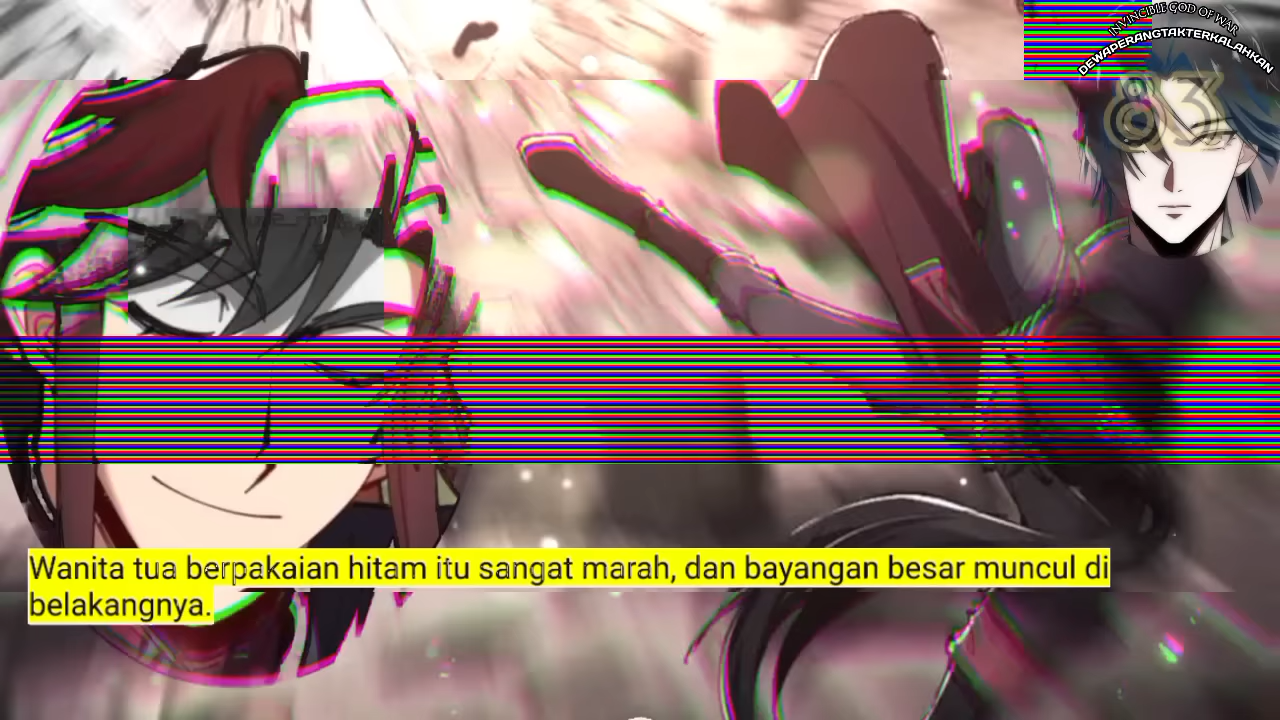 INVINCIBLE GOD OF WAR
DEWAPERANGTAKTERKALAHKAN
83
Wanita tua berpakaian hitam itu sangat marah, dan bayangan besar muncul di
belakangnya.